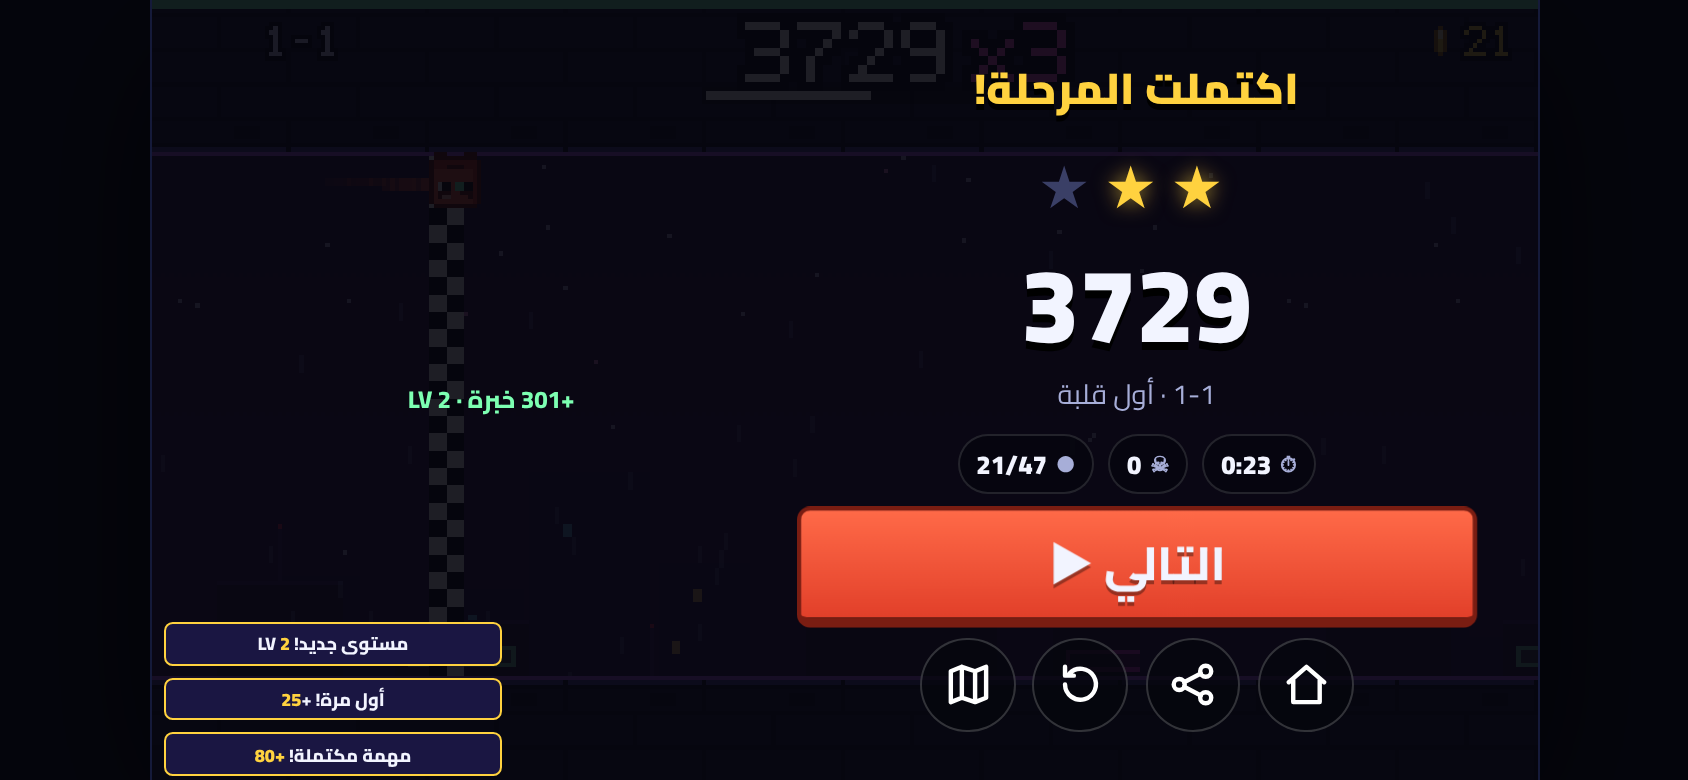 1-1
3729 x3
21
اكتملت المرحلة!
3729
1-1 · أول قلبة
+301 خبرة · LV 2
0:23
0
21/47
التالي
مستوى جديد! LV 2
أول مرة! +25
مهمة مكتملة! +80